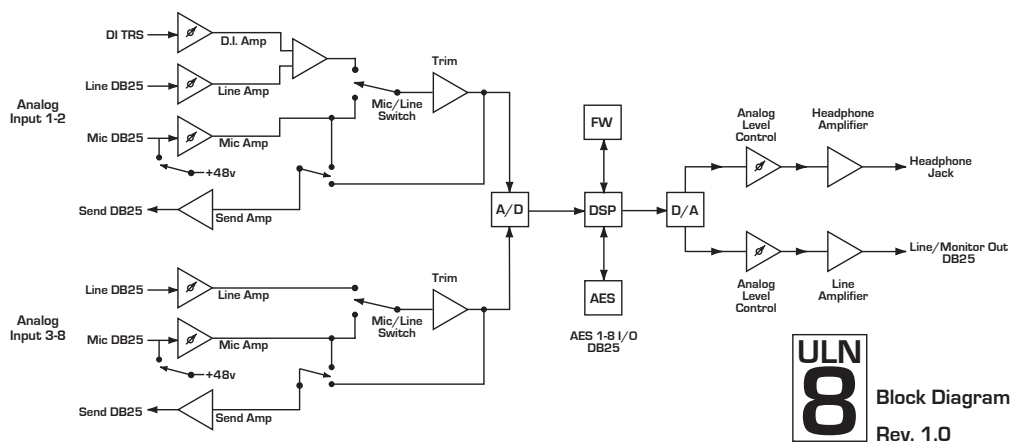 DI TRS
D.I. Amp
Line DB25
Line Amp
Analog
Input 1-2
Mic DB25
Mic Amp
+48v
Send DB25
Send Amp
Mic/Line
Switch
Trim
Line DB25
Line Amp
Analog
Input 3-8
Mic DB25
Mic Amp
+48v
Send DB25
Send Amp
Mic/Line
Switch
Trim
A/D
FW
DSP
AES
AES 1-8 I/O
DB25
D/A
Analog
Level
Control
Headphone
Amplifier
Headphone
Jack
Analog
Level
Control
Line
Amplifier
Line/Monitor Out
DB25
ULN
8
Block Diagram
Rev. 1.0